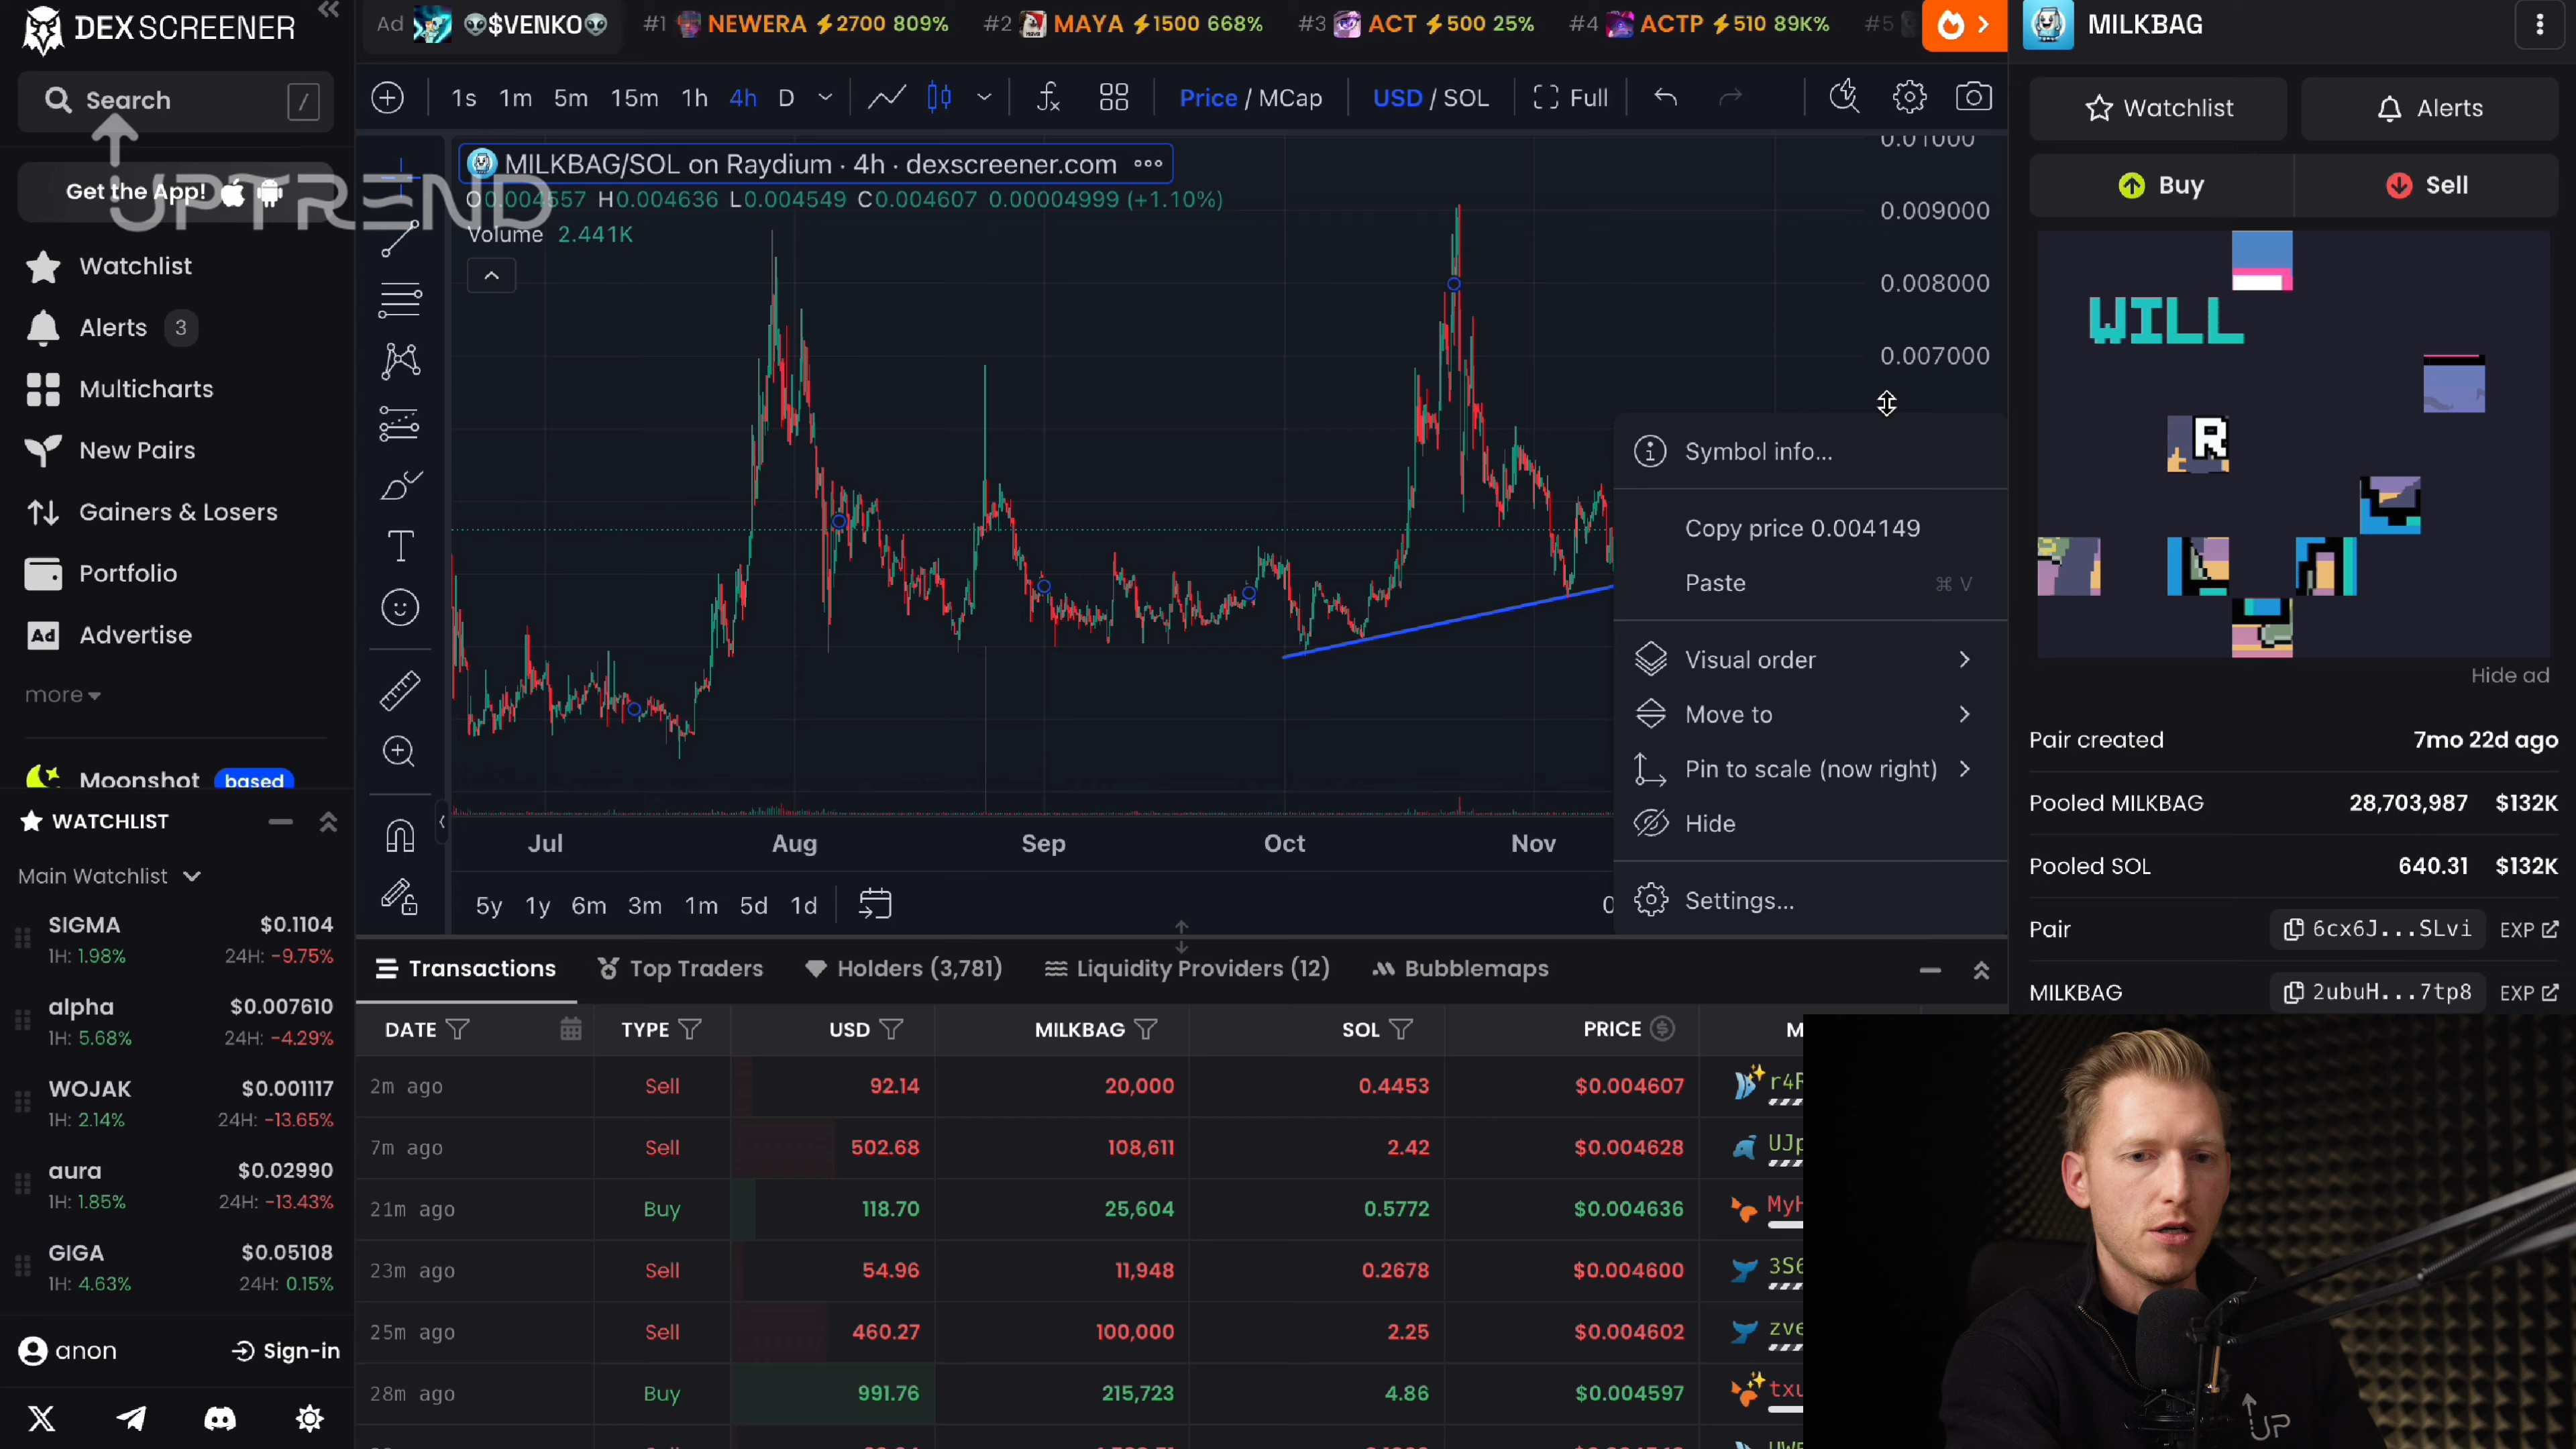 DEX SCREENER
Search
/
Get the App!
UPTREND
Watchlist
Alerts 3
Multicharts
New Pairs
Gainers & Losers
Portfolio
Ad Advertise
more
Moonshot based
WATCHLIST
Main Watchlist
SIGMA $0.1104
1H: 1.98% 24H: -9.75%
alpha $0.007610
1H: 5.68% 24H: -4.29%
WOJAK $0.001117
1H: 2.14% 24H: -13.65%
aura $0.02990
1H: 1.85% 24H: -13.43%
GIGA $0.05108
1H: 4.63% 24H: 0.15%
anon Sign-in
Ad $VENKO #1 NEWERA 2700 809% #2 MAYA 1500 668% #3 ACT 500 25% #4 ACTP 510 89K% #5
1s 1m 5m 15m 1h 4h D Price / MCap USD / SOL Full
MILKBAG/SOL on Raydium · 4h · dexscreener.com
O0.004557 H0.004636 L0.004549 C0.004607 0.00004999 (+1.10%)
Volume 2.441K
0.01000
0.009000
0.008000
0.007000
Symbol info...
Copy price 0.004149
Paste ⌘ V
Visual order
Move to
Pin to scale (now right)
Hide
Settings...
Jul Aug Sep Oct Nov
5y 1y 6m 3m 1m 5d 1d
Transactions Top Traders Holders (3,781) Liquidity Providers (12) Bubblemaps
DATE TYPE USD MILKBAG SOL PRICE M
2m ago Sell 92.14 20,000 0.4453 $0.004607 r4F
7m ago Sell 502.68 108,611 2.42 $0.004628 UJp
21m ago Buy 118.70 25,604 0.5772 $0.004636 MyH
23m ago Sell 54.96 11,948 0.2678 $0.004600 3S6
25m ago Sell 460.27 100,000 2.25 $0.004602 zve
28m ago Buy 991.76 215,723 4.86 $0.004597 txu
MILKBAG
Watchlist Alerts
Buy Sell
WILL
R
Hide ad
Pair created 7mo 22d ago
Pooled MILKBAG 28,703,987 $132K
Pooled SOL 640.31 $132K
Pair 6cx6J...SLvi EXP
MILKBAG 2ubuH...7tp8 EXP
UP